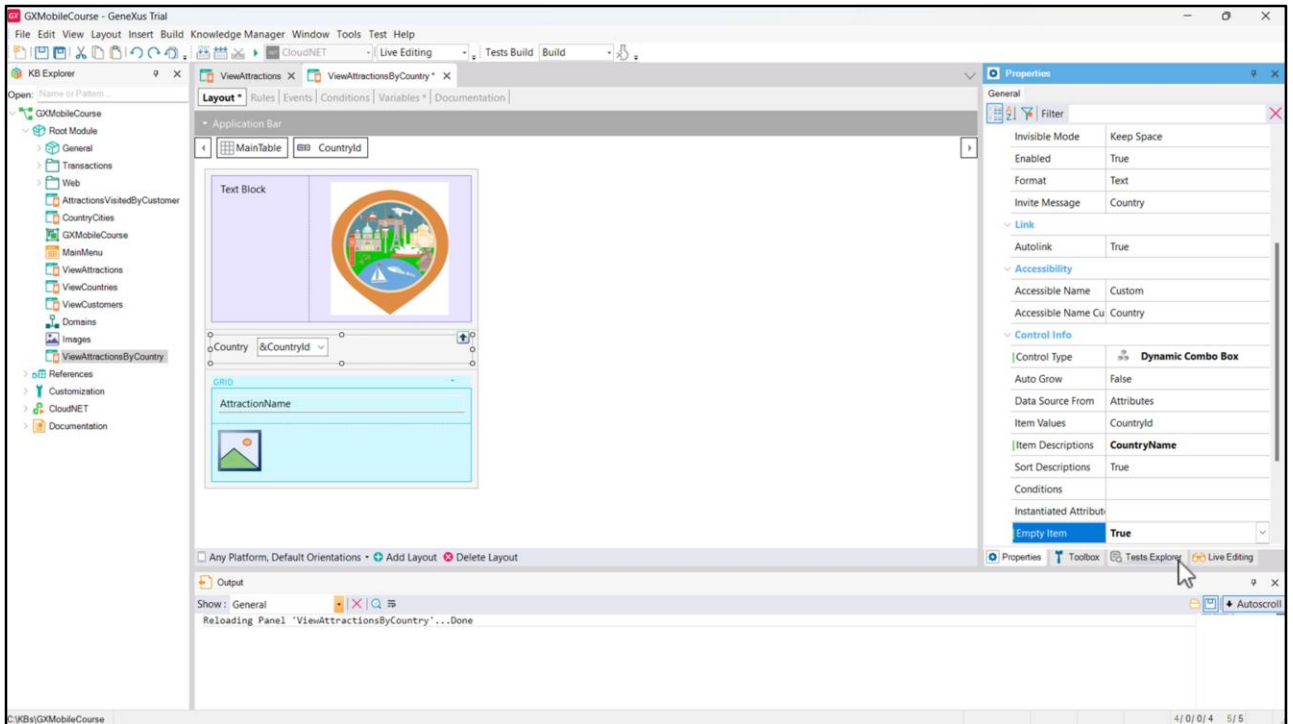 GX GXMobileCourse - GeneXus Trial
File Edit View Layout Insert Build Knowledge Manager Window Tools Test Help
CloudNET Live Editing Tests Build Build
KB Explorer
Open: Name or Pattern...
GXMobileCourse
Root Module
General
Transactions
Web
AttractionsVisitedByCustomer
CountryCities
GXMobileCourse
MainMenu
ViewAttractions
ViewCountries
ViewCustomers
Domains
Images
ViewAttractionsByCountry
References
Customization
CloudNET
Documentation
ViewAttractions X ViewAttractionsByCountry * X
Layout * Rules Events Conditions Variables * Documentation
Application Bar
MainTable CountryId
Text Block
Country &CountryId
GRID
AttractionName
Any Platform, Default Orientations Add Layout Delete Layout
Output
Show: General
Autoscroll
Reloading Panel 'ViewAttractionsByCountry'...Done
Properties
General
Filter
Invisible Mode Keep Space
Enabled True
Format Text
Invite Message Country
Link
Autolink True
Accessibility
Accessible Name Custom
Accessible Name Cu Country
Control Info
Control Type Dynamic Combo Box
Auto Grow False
Data Source From Attributes
Item Values CountryId
Item Descriptions CountryName
Sort Descriptions True
Conditions
Instantiated Attribut
Empty Item True
Properties Toolbox Tests Explorer Live Editing
C:\KBs\GXMobileCourse 4/0/0/4 5/5